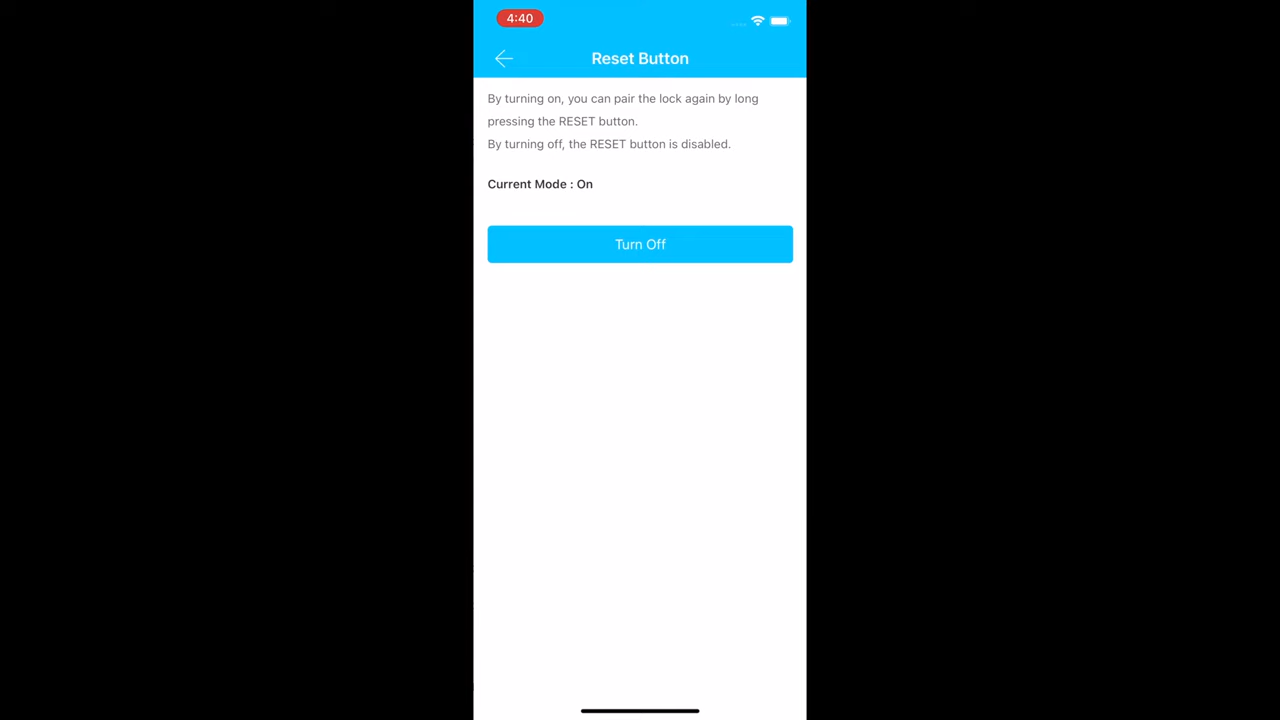 4:40
Reset Button
By turning on, you can pair the lock again by long
pressing the RESET button.
By turning off, the RESET button is disabled.
Current Mode : On
Turn Off